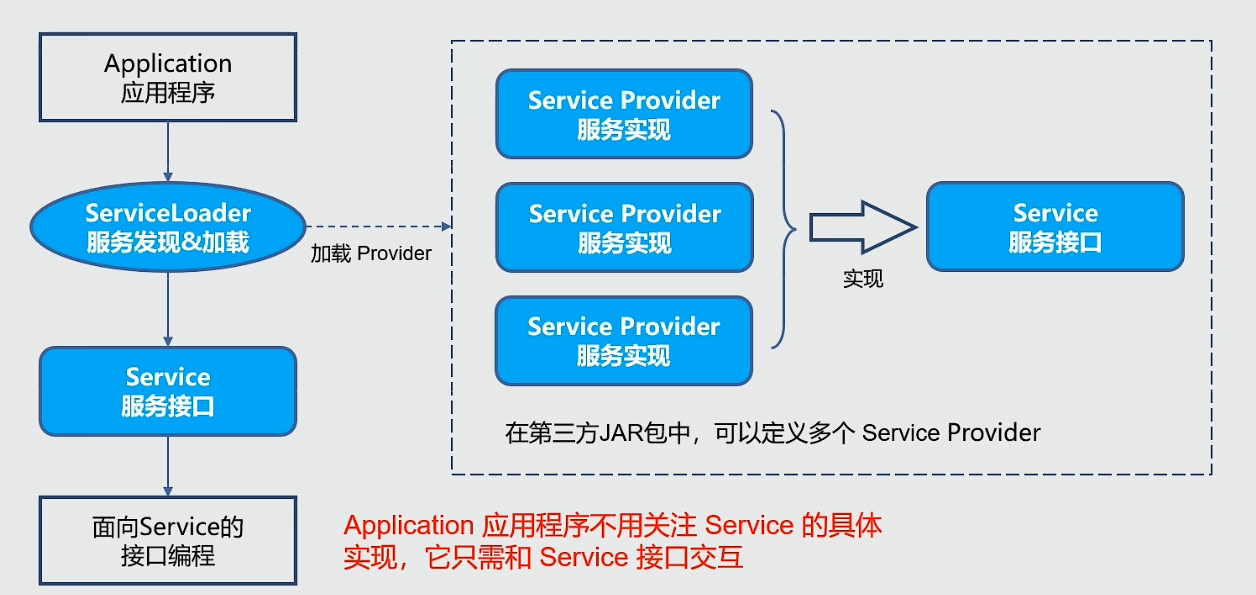 Application
应用程序
ServiceLoader
服务发现&加载
加载 Provider
Service
服务接口
面向Service的
接口编程
Service Provider
服务实现
Service Provider
服务实现
Service Provider
服务实现
实现
Service
服务接口
在第三方JAR包中，可以定义多个 Service Provider
Application 应用程序不用关注 Service 的具体
实现，它只需和 Service 接口交互